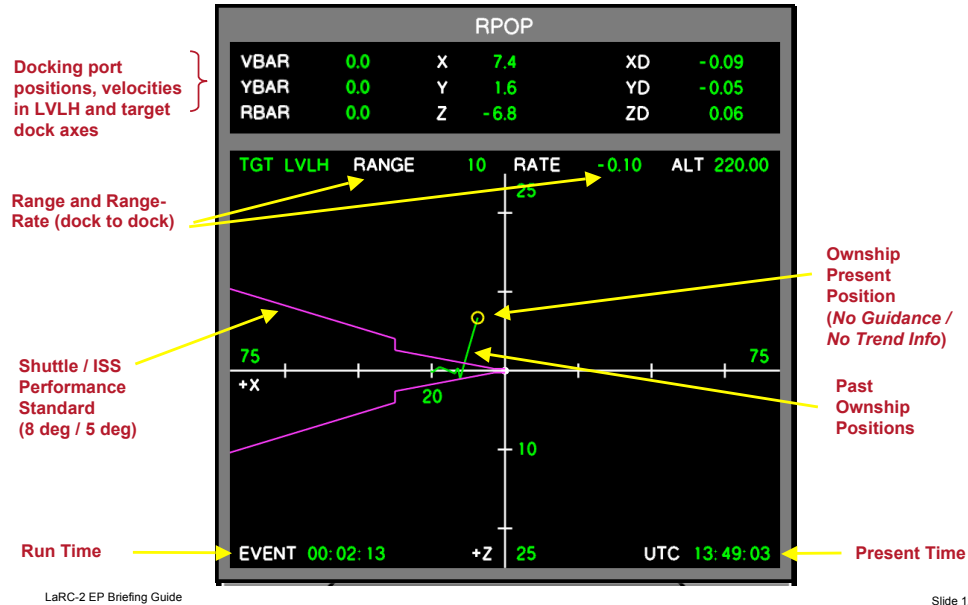 RPOP
Docking port
positions, velocities
in LVLH and target
dock axes
VBAR 0.0 X 7.4 XD -0.09
YBAR 0.0 Y 1.6 YD -0.05
RBAR 0.0 Z -6.8 ZD 0.06
TGT LVLH RANGE 10 RATE -0.10 ALT 220.00
25
Range and Range-
Rate (dock to dock)
Ownship
Present
Position
(No Guidance /
No Trend Info)
Shuttle / ISS
Performance
Standard
(8 deg / 5 deg)
75
75
+X
20
Past
Ownship
Positions
10
Run Time
EVENT 00:02:13 +Z 25 UTC 13:49:03
Present Time
LaRC-2 EP Briefing Guide
Slide 1